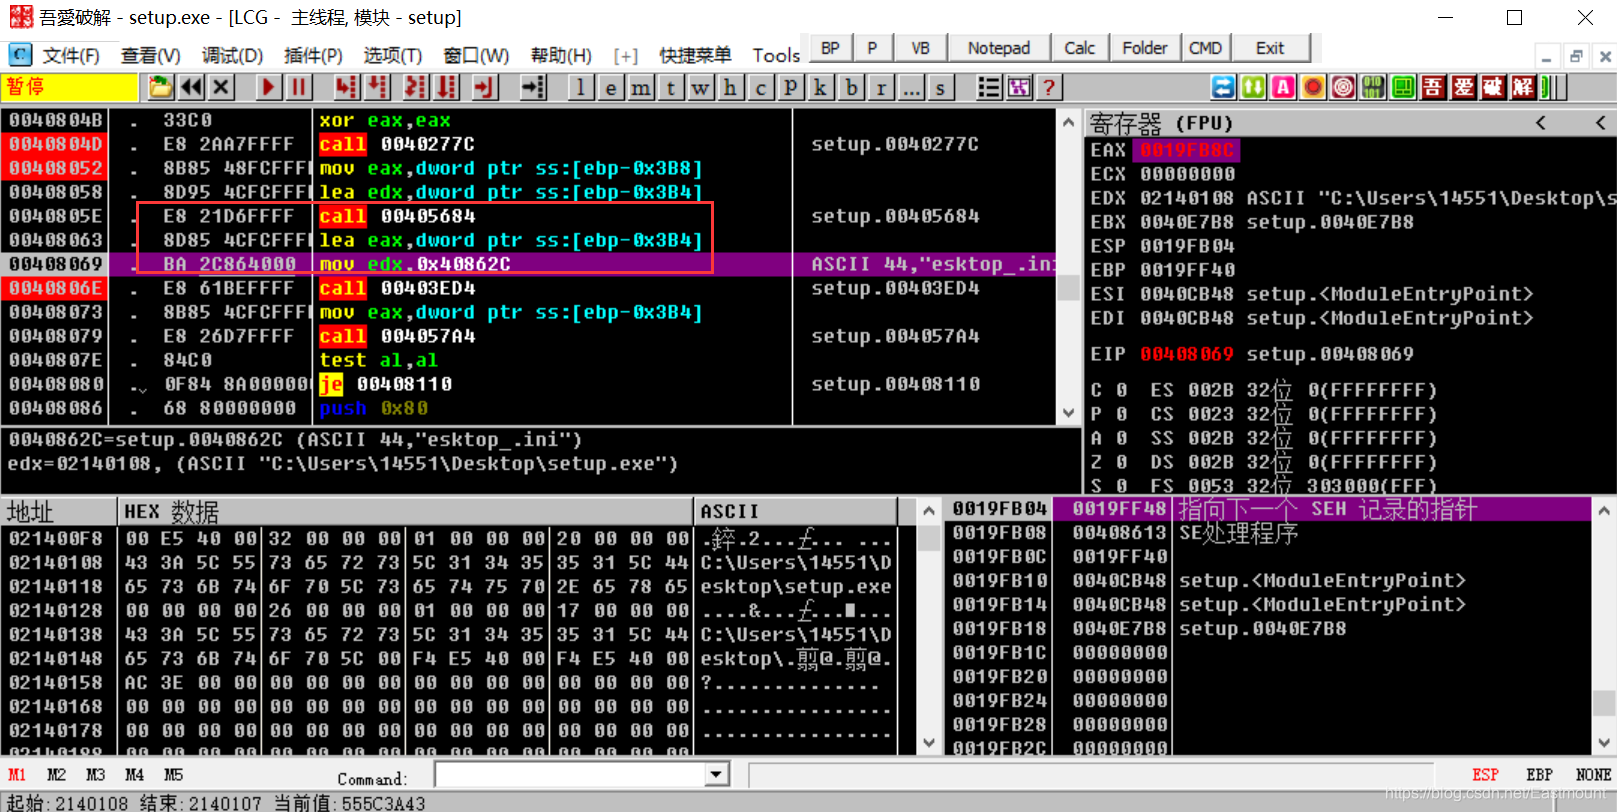 吾愛破解 - setup.exe - [LCG -  主线程, 模块 - setup]
文件(F) 查看(V) 调试(D) 插件(P) 选项(T) 窗口(W) 帮助(H) [+] 快捷菜单 Tools BP P VB Notepad Calc Folder CMD Exit
暂停 l e m t w h c p k b r ... s ? 吾 爱 破 解
0040804B . 33C0 xor eax,eax
0040804D . E8 2AA7FFFF call 0040277C setup.0040277C
00408052 . 8B85 48FCFFFF mov eax,dword ptr ss:[ebp-0x3B8]
00408058 . 8D95 4CFCFFFF lea edx,dword ptr ss:[ebp-0x3B4]
0040805E . E8 21D6FFFF call 00405684 setup.00405684
00408063 . 8D85 4CFCFFFF lea eax,dword ptr ss:[ebp-0x3B4]
00408069 . BA 2C864000 mov edx,0x40862C ASCII 44,"esktop_.in
0040806E . E8 61BEFFFF call 00403ED4 setup.00403ED4
00408073 . 8B85 4CFCFFFF mov eax,dword ptr ss:[ebp-0x3B4]
00408079 . E8 26D7FFFF call 004057A4 setup.004057A4
0040807E . 84C0 test al,al
00408080 . 0F84 8A000000 je 00408110 setup.00408110
00408086 . 68 80000000 push 0x80
0040862C=setup.0040862C (ASCII 44,"esktop_.ini")
edx=02140108, (ASCII "C:\Users\14551\Desktop\setup.exe")
寄存器 (FPU) < <
EAX 0019FB8C
ECX 00000000
EDX 02140108 ASCII "C:\Users\14551\Desktop\s
EBX 0040E7B8 setup.0040E7B8
ESP 0019FB04
EBP 0019FF40
ESI 0040CB48 setup.<ModuleEntryPoint>
EDI 0040CB48 setup.<ModuleEntryPoint>
EIP 00408069 setup.00408069
C 0 ES 002B 32位 0(FFFFFFFF)
P 0 CS 0023 32位 0(FFFFFFFF)
A 0 SS 002B 32位 0(FFFFFFFF)
Z 0 DS 002B 32位 0(FFFFFFFF)
S 0 FS 0053 32位 303000(FFF)
地址 HEX 数据 ASCII
021400F8 00 E5 40 00 32 00 00 00 01 00 00 00 20 00 00 00 .鋅.2...£... ...
02140108 43 3A 5C 55 73 65 72 73 5C 31 34 35 35 31 5C 44 C:\Users\14551\D
02140118 65 73 6B 74 6F 70 5C 73 65 74 75 70 2E 65 78 65 esktop\setup.exe
02140128 00 00 00 00 26 00 00 00 01 00 00 00 17 00 00 00 ....&...£...■...
02140138 43 3A 5C 55 73 65 72 73 5C 31 34 35 35 31 5C 44 C:\Users\14551\D
02140148 65 73 6B 74 6F 70 5C 00 F4 E5 40 00 F4 E5 40 00 esktop\.翦@.翦@.
02140158 AC 3E 00 00 00 00 00 00 00 00 00 00 00 00 00 00 ?..............
02140168 00 00 00 00 00 00 00 00 00 00 00 00 00 00 00 00 ................
02140178 00 00 00 00 00 00 00 00 00 00 00 00 00 00 00 00 ................
02140188 00 00 00 00 00 00 00 00 00 00 00 00 00 00 00 00
0019FB04 0019FF48 指向下一个 SEH 记录的指针
0019FB08 00408613 SE处理程序
0019FB0C 0019FF40
0019FB10 0040CB48 setup.<ModuleEntryPoint>
0019FB14 0040CB48 setup.<ModuleEntryPoint>
0019FB18 0040E7B8 setup.0040E7B8
0019FB1C 00000000
0019FB20 00000000
0019FB24 00000000
0019FB28 00000000
0019FB2C 00000000
M1 M2 M3 M4 M5 Command: ESP EBP NONE
起始:2140108 结束:2140107 当前值:555C3A43
https://blog.csdn.net/Eastmount